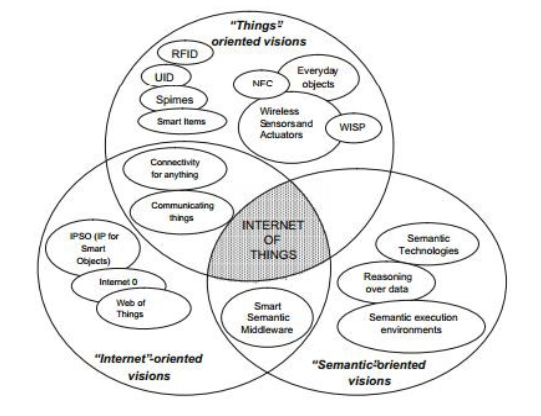 "Things"-
oriented visions
RFID
UID
Spimes
Smart Items
NFC
Everyday
objects
Wireless
Sensors and
Actuators
WISP
Connectivity
for anything
Communicating
things
INTERNET
OF
THINGS
IPSO (IP for
Smart
Objects)
Internet 0
Web of
Things
Smart
Semantic
Middleware
Semantic
Technologies
Reasoning
over data
Semantic execution
environments
"Internet"-oriented
visions
"Semantic"-oriented
visions